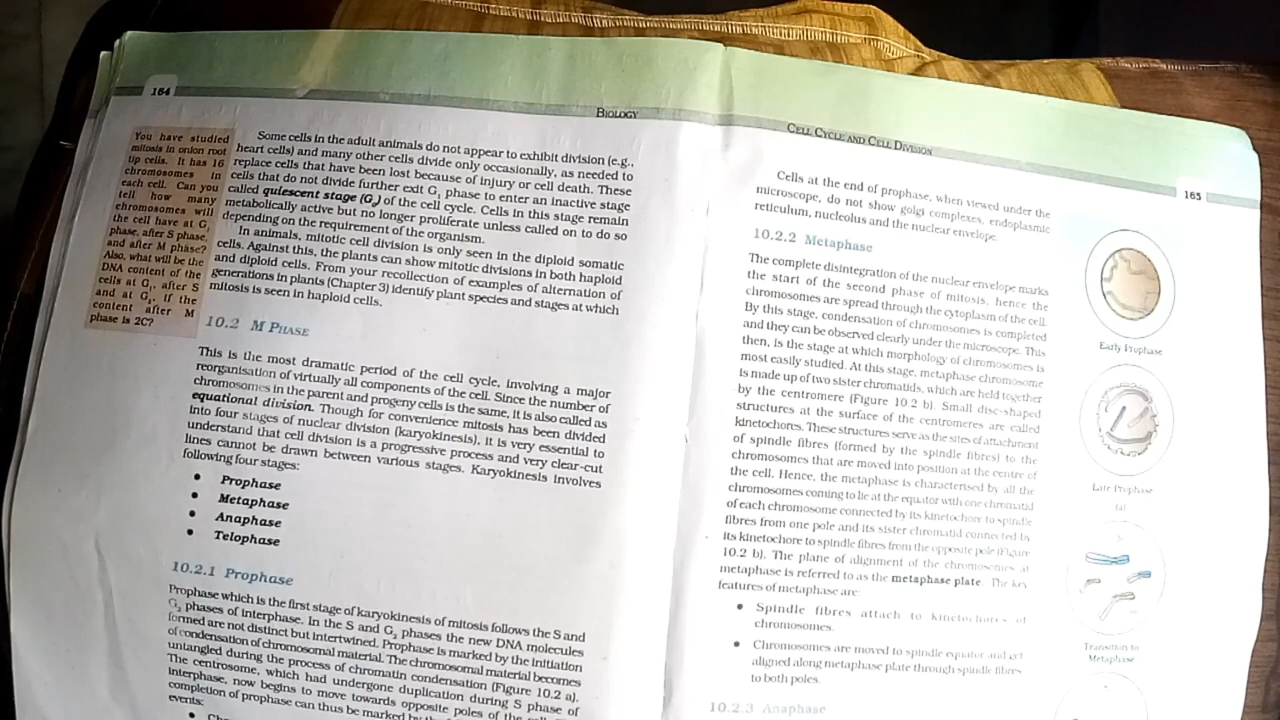 164
BIOLOGY
You have studied
mitosis in onion root
tip cells. It has 16
chromosomes in
each cell. Can you
tell how many
chromosomes will
the cell have at G1
phase, after S phase,
and after M phase?
Also, what will be the
DNA content of the
cells at G1, after S
and at G2, if the
content after M
phase is 2C?
Some cells in the adult animals do not appear to exhibit division (e.g.,
heart cells) and many other cells divide only occasionally, as needed to
replace cells that have been lost because of injury or cell death. These
cells that do not divide further exit G1 phase to enter an inactive stage
called quiescent stage (G0) of the cell cycle. Cells in this stage remain
metabolically active but no longer proliferate unless called on to do so
depending on the requirement of the organism.
In animals, mitotic cell division is only seen in the diploid somatic
cells. Against this, the plants can show mitotic divisions in both haploid
and diploid cells. From your recollection of examples of alternation of
generations in plants (Chapter 3) identify plant species and stages at which
mitosis is seen in haploid cells.
10.2 M PHASE
This is the most dramatic period of the cell cycle, involving a major
reorganisation of virtually all components of the cell. Since the number of
chromosomes in the parent and progeny cells is the same, it is also called as
equational division. Though for convenience mitosis has been divided
into four stages of nuclear division (karyokinesis), it is very essential to
understand that cell division is a progressive process and very clear-cut
lines cannot be drawn between various stages. Karyokinesis involves
following four stages:
• Prophase
• Metaphase
• Anaphase
• Telophase
10.2.1 Prophase
Prophase which is the first stage of karyokinesis of mitosis follows the S and
G2 phases of interphase. In the S and G2 phases the new DNA molecules
formed are not distinct but intertwined. Prophase is marked by the initiation
of condensation of chromosomal material. The chromosomal material becomes
untangled during the process of chromatin condensation (Figure 10.2 a).
The centrosome, which had undergone duplication during S phase of
interphase, now begins to move towards opposite poles of the cell.
completion of prophase can thus be marked by the
events:
CELL CYCLE AND CELL DIVISION
165
Cells at the end of prophase, when viewed under the
microscope, do not show golgi complexes, endoplasmic
reticulum, nucleolus and the nuclear envelope.
10.2.2 Metaphase
The complete disintegration of the nuclear envelope marks
the start of the second phase of mitosis, hence the
chromosomes are spread through the cytoplasm of the cell.
By this stage, condensation of chromosomes is completed
and they can be observed clearly under the microscope. This
then, is the stage at which morphology of chromosomes is
most easily studied. At this stage, metaphase chromosome
is made up of two sister chromatids, which are held together
by the centromere (Figure 10.2 b). Small disc-shaped
structures at the surface of the centromeres are called
kinetochores. These structures serve as the sites of attachment
of spindle fibres (formed by the spindle fibres) to the
chromosomes that are moved into position at the centre of
the cell. Hence, the metaphase is characterised by all the
chromosomes coming to lie at the equator with one chromatid
of each chromosome connected by its kinetochore to spindle
fibres from one pole and its sister chromatid connected by
its kinetochore to spindle fibres from the opposite pole (Figure
10.2 b). The plane of alignment of the chromosomes at
metaphase is referred to as the metaphase plate. The key
features of metaphase are:
• Spindle fibres attach to kinetochores of
chromosomes.
• Chromosomes are moved to spindle equator and get
aligned along metaphase plate through spindle fibres
to both poles.
10.2.3 Anaphase
Early Prophase
Late Prophase
(a)
Transition to
Metaphase